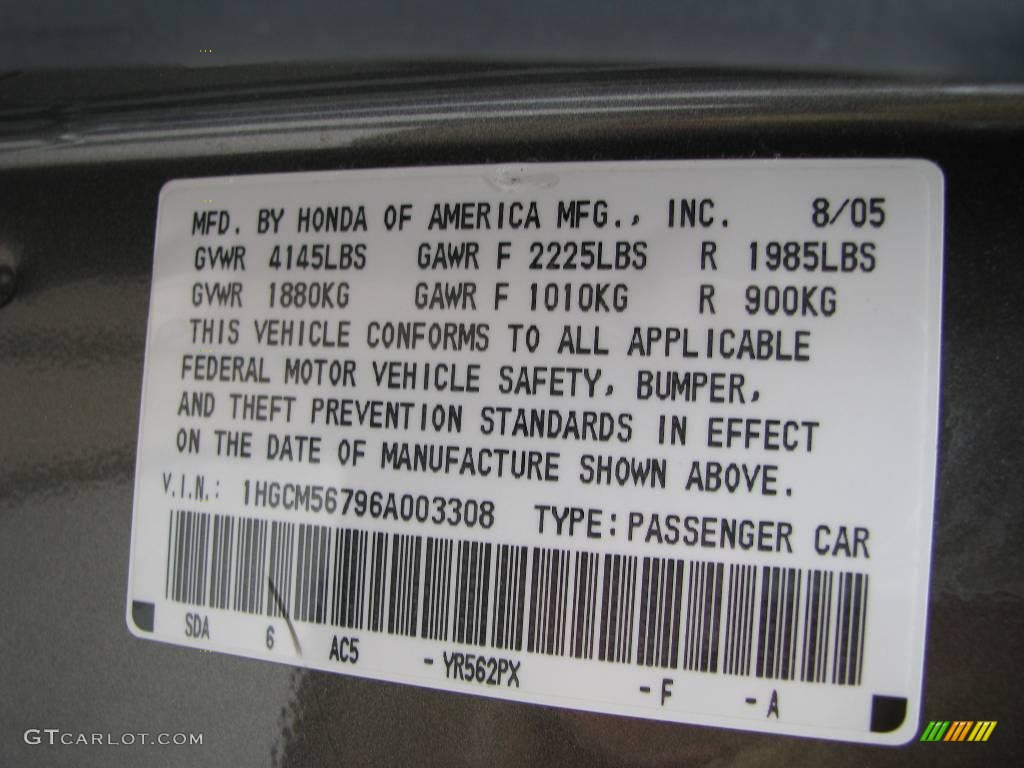 MFD. BY HONDA OF AMERICA MFG., INC. 8/05
GVWR 4145LBS GAWR F 2225LBS R 1985LBS
GVWR 1880KG GAWR F 1010KG R 900KG
THIS VEHICLE CONFORMS TO ALL APPLICABLE
FEDERAL MOTOR VEHICLE SAFETY, BUMPER,
AND THEFT PREVENTION STANDARDS IN EFFECT
ON THE DATE OF MANUFACTURE SHOWN ABOVE.
V.I.N.: 1HGCM56796A003308 TYPE: PASSENGER CAR
SDA 6 AC5 - YR562PX - F - A
GTCARLOT.COM